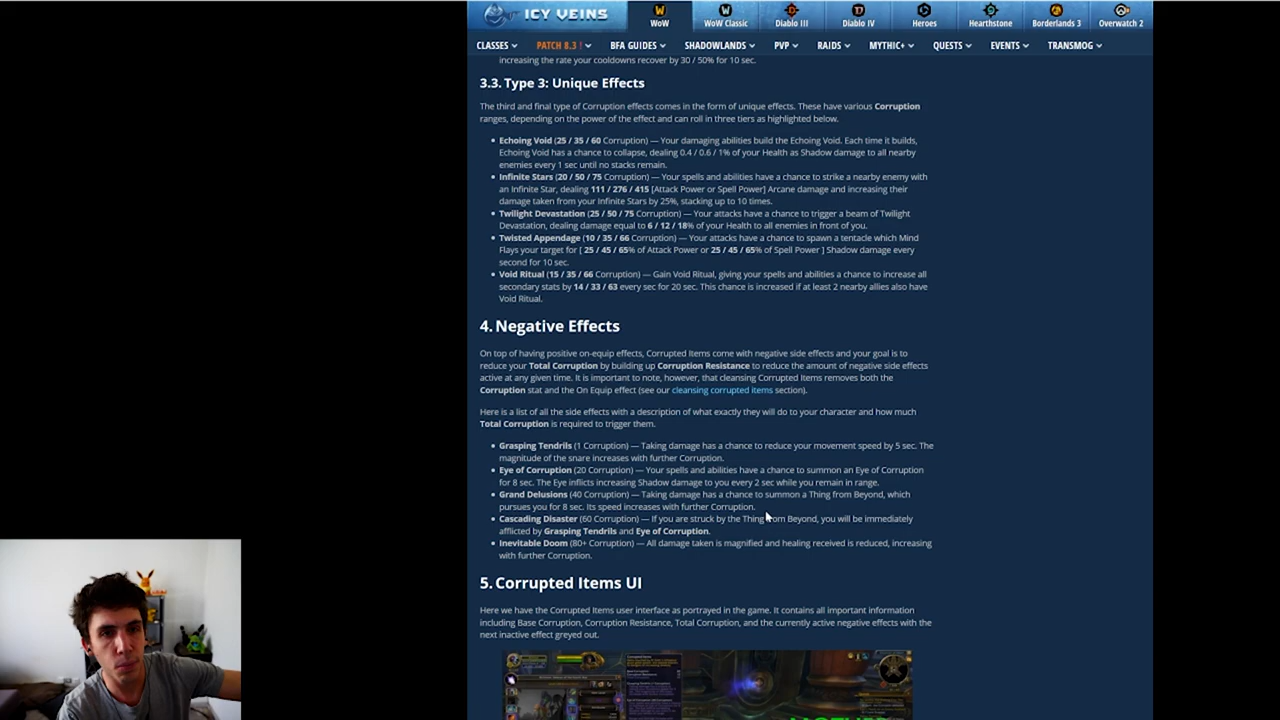 ICY VEINS
WoW
WoW Classic
Diablo III
Diablo IV
Heroes
Hearthstone
Borderlands 3
Overwatch 2
CLASSES
PATCH 8.3 !
BFA GUIDES
SHADOWLANDS
PVP
RAIDS
MYTHIC+
QUESTS
EVENTS
TRANSMOG
increasing the rate your cooldowns recover by 30 / 50% for 10 sec.
3.3. Type 3: Unique Effects
The third and final type of Corruption effects comes in the form of unique effects. These have various Corruption
ranges, depending on the power of the effect and can roll in three tiers as highlighted below.
Echoing Void (25 / 35 / 60 Corruption) — Your damaging abilities build the Echoing Void. Each time it builds,
Echoing Void has a chance to collapse, dealing 0.4 / 0.6 / 1% of your Health as Shadow damage to all nearby
enemies every 1 sec until no stacks remain.
Infinite Stars (20 / 50 / 75 Corruption) — Your spells and abilities have a chance to strike a nearby enemy with
an Infinite Star, dealing 111 / 276 / 415 [Attack Power or Spell Power] Arcane damage and increasing their
damage taken from your Infinite Stars by 25%, stacking up to 10 times.
Twilight Devastation (25 / 50 / 75 Corruption) — Your attacks have a chance to trigger a beam of Twilight
Devastation, dealing damage equal to 6 / 12 / 18% of your Health to all enemies in front of you.
Twisted Appendage (10 / 35 / 66 Corruption) — Your attacks have a chance to spawn a tentacle which Mind
Flays your target for [ 25 / 45 / 65% of Attack Power or 25 / 45 / 65% of Spell Power ] Shadow damage every
second for 10 sec.
Void Ritual (15 / 35 / 66 Corruption) — Gain Void Ritual, giving your spells and abilities a chance to increase all
secondary stats by 14 / 33 / 63 every sec for 20 sec. This chance is increased if at least 2 nearby allies also have
Void Ritual.
4. Negative Effects
On top of having positive on-equip effects, Corrupted Items come with negative side effects and your goal is to
reduce your Total Corruption by building up Corruption Resistance to reduce the amount of negative side effects
active at any given time. It is important to note, however, that cleansing Corrupted Items removes both the
Corruption stat and the On Equip effect (see our cleansing corrupted items section).
Here is a list of all the side effects with a description of what exactly they will do to your character and how much
Total Corruption is required to trigger them.
Grasping Tendrils (1 Corruption) — Taking damage has a chance to reduce your movement speed by 5 sec. The
magnitude of the snare increases with further Corruption.
Eye of Corruption (20 Corruption) — Your spells and abilities have a chance to summon an Eye of Corruption
for 8 sec. The Eye inflicts increasing Shadow damage to you every 2 sec while you remain in range.
Grand Delusions (40 Corruption) — Taking damage has a chance to summon a Thing from Beyond, which
pursues you for 8 sec. Its speed increases with further Corruption.
Cascading Disaster (60 Corruption) — If you are struck by the Thing from Beyond, you will be immediately
afflicted by Grasping Tendrils and Eye of Corruption.
Inevitable Doom (80+ Corruption) — All damage taken is magnified and healing received is reduced, increasing
with further Corruption.
5. Corrupted Items UI
Here we have the Corrupted Items user interface as portrayed in the game. It contains all important information
including Base Corruption, Corruption Resistance, Total Corruption, and the currently active negative effects with the
next inactive effect greyed out.